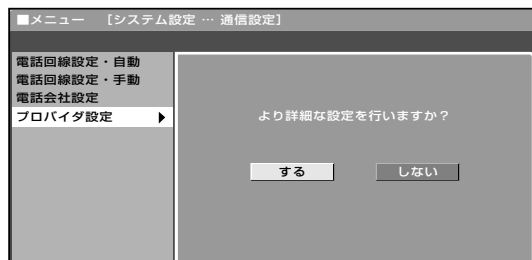 ■メニュー [システム設定 … 通信設定]
電話回線設定・自動
電話回線設定・手動
電話会社設定
プロバイダ設定 ▶
より詳細な設定を行いますか？
する しない